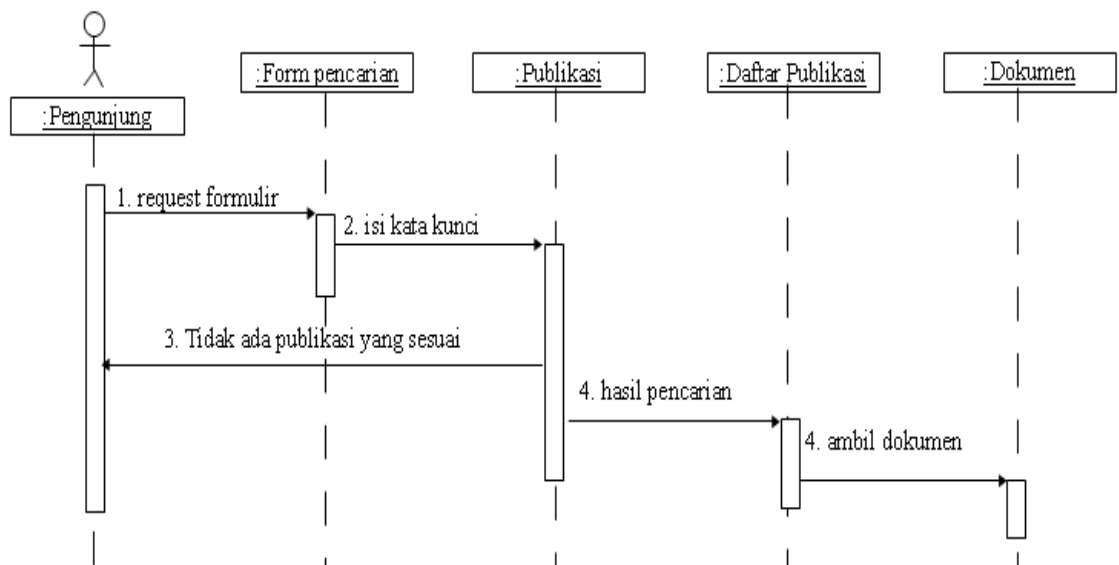 :Form pencarian
:Publikasi
:Daftar Publikasi
:Dokumen
:Pengunjung
1. request formulir
2. isi kata kunci
3. Tidak ada publikasi yang sesuai
4. hasil pencarian
4. ambil dokumen